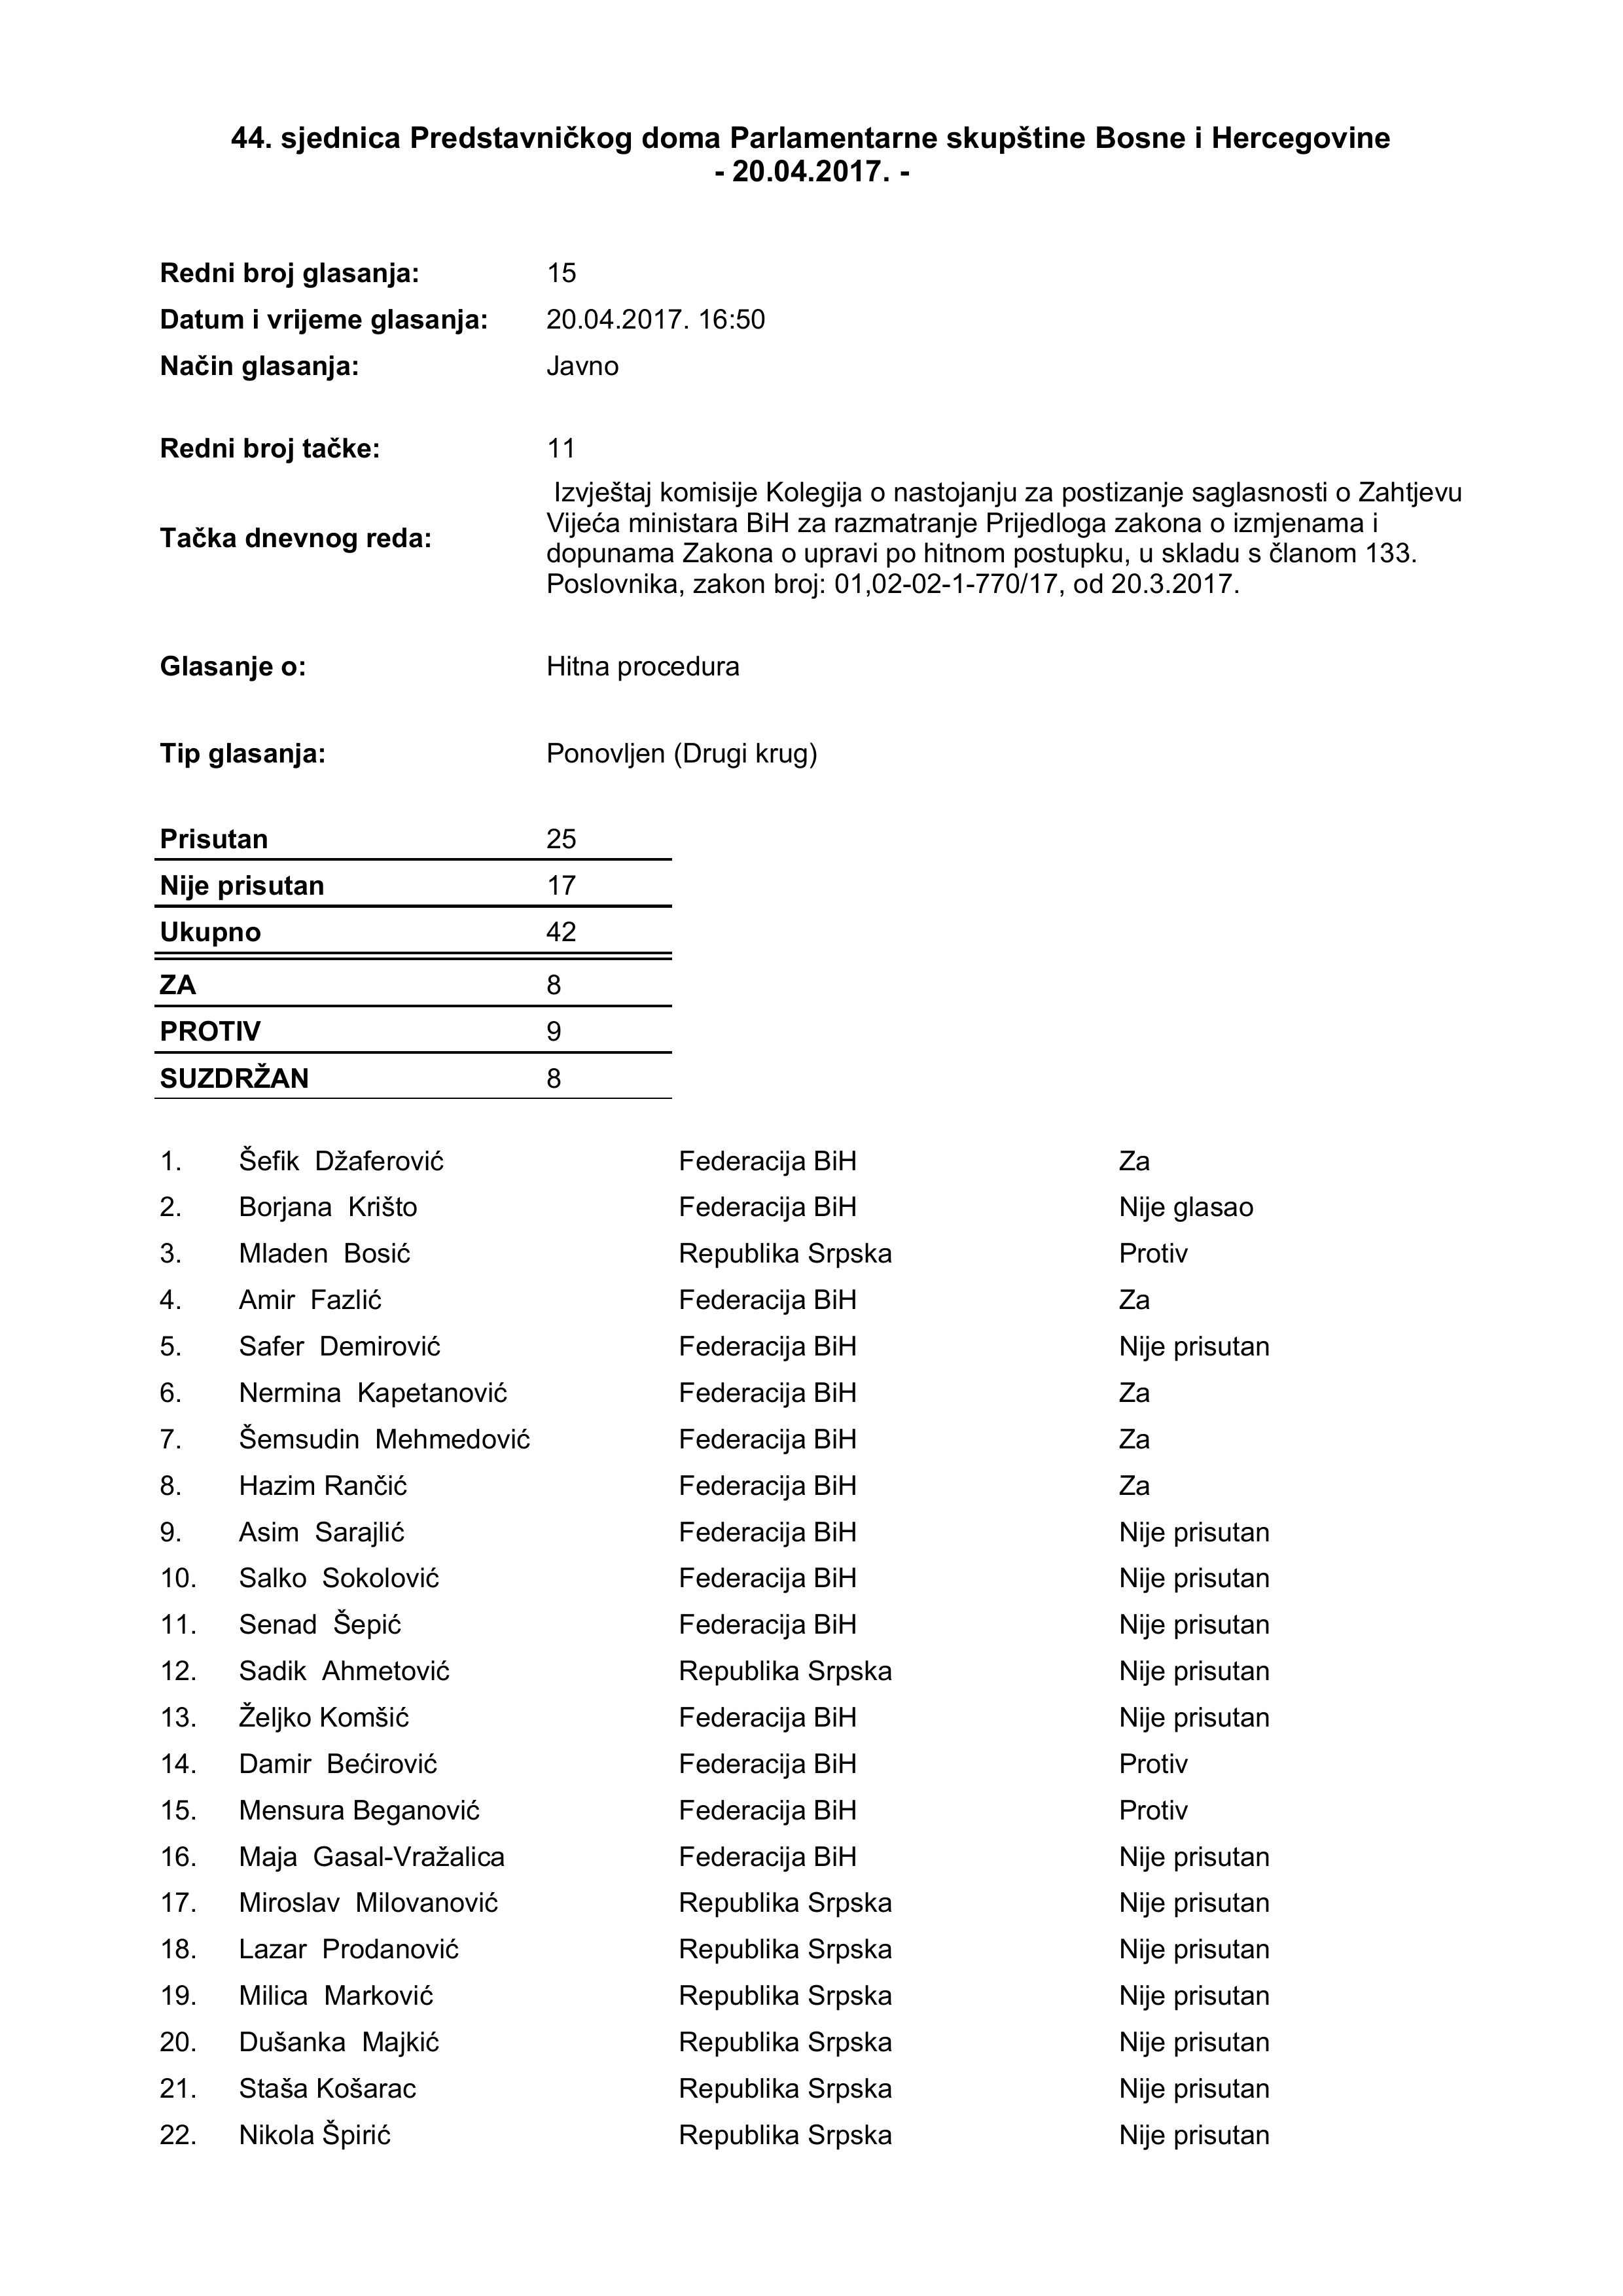 44. sjednica Predstavničkog doma Parlamentarne skupštine Bosne i Hercegovine
- 20.04.2017. -
Redni broj glasanja: 15
Datum i vrijeme glasanja: 20.04.2017. 16:50
Način glasanja: Javno
Redni broj tačke: 11
Tačka dnevnog reda: Izvještaj komisije Kolegija o nastojanju za postizanje saglasnosti o Zahtjevu
Vijeća ministara BiH za razmatranje Prijedloga zakona o izmjenama i
dopunama Zakona o upravi po hitnom postupku, u skladu s članom 133.
Poslovnika, zakon broj: 01,02-02-1-770/17, od 20.3.2017.
Glasanje o: Hitna procedura
Tip glasanja: Ponovljen (Drugi krug)
Prisutan 25
Nije prisutan 17
Ukupno 42
ZA 8
PROTIV 9
SUZDRŽAN 8
1. Šefik Džaferović Federacija BiH Za
2. Borjana Krišto Federacija BiH Nije glasao
3. Mladen Bosić Republika Srpska Protiv
4. Amir Fazlić Federacija BiH Za
5. Safer Demirović Federacija BiH Nije prisutan
6. Nermina Kapetanović Federacija BiH Za
7. Šemsudin Mehmedović Federacija BiH Za
8. Hazim Rančić Federacija BiH Za
9. Asim Sarajlić Federacija BiH Nije prisutan
10. Salko Sokolović Federacija BiH Nije prisutan
11. Senad Šepić Federacija BiH Nije prisutan
12. Sadik Ahmetović Republika Srpska Nije prisutan
13. Željko Komšić Federacija BiH Nije prisutan
14. Damir Bećirović Federacija BiH Protiv
15. Mensura Beganović Federacija BiH Protiv
16. Maja Gasal-Vražalica Federacija BiH Nije prisutan
17. Miroslav Milovanović Republika Srpska Nije prisutan
18. Lazar Prodanović Republika Srpska Nije prisutan
19. Milica Marković Republika Srpska Nije prisutan
20. Dušanka Majkić Republika Srpska Nije prisutan
21. Staša Košarac Republika Srpska Nije prisutan
22. Nikola Špirić Republika Srpska Nije prisutan